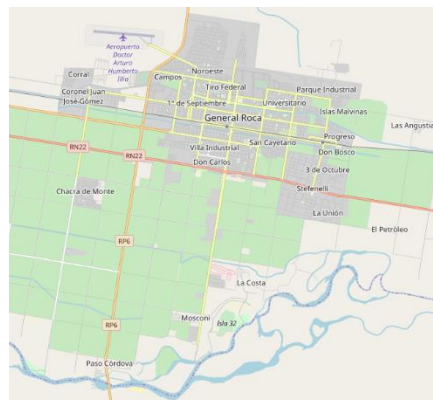 Aeropuerto
Doctor
Arturo
Humberto
Illia
Corral
Noroeste
Campos
Tiro Federal
Parque Industrial
Coronel Juan
José Gómez
1° de Septiembre
Universitario
Islas Malvinas
General Roca
Las Angustia
Progreso
Villa Industrial
San Cayetano
Don Bosco
RN22
RN22
Don Carlos
3 de Octubre
Stefenelli
Chacra de Monte
La Unión
El Petróleo
RP6
La Costa
Mosconi
Isla 32
RP6
Paso Córdova